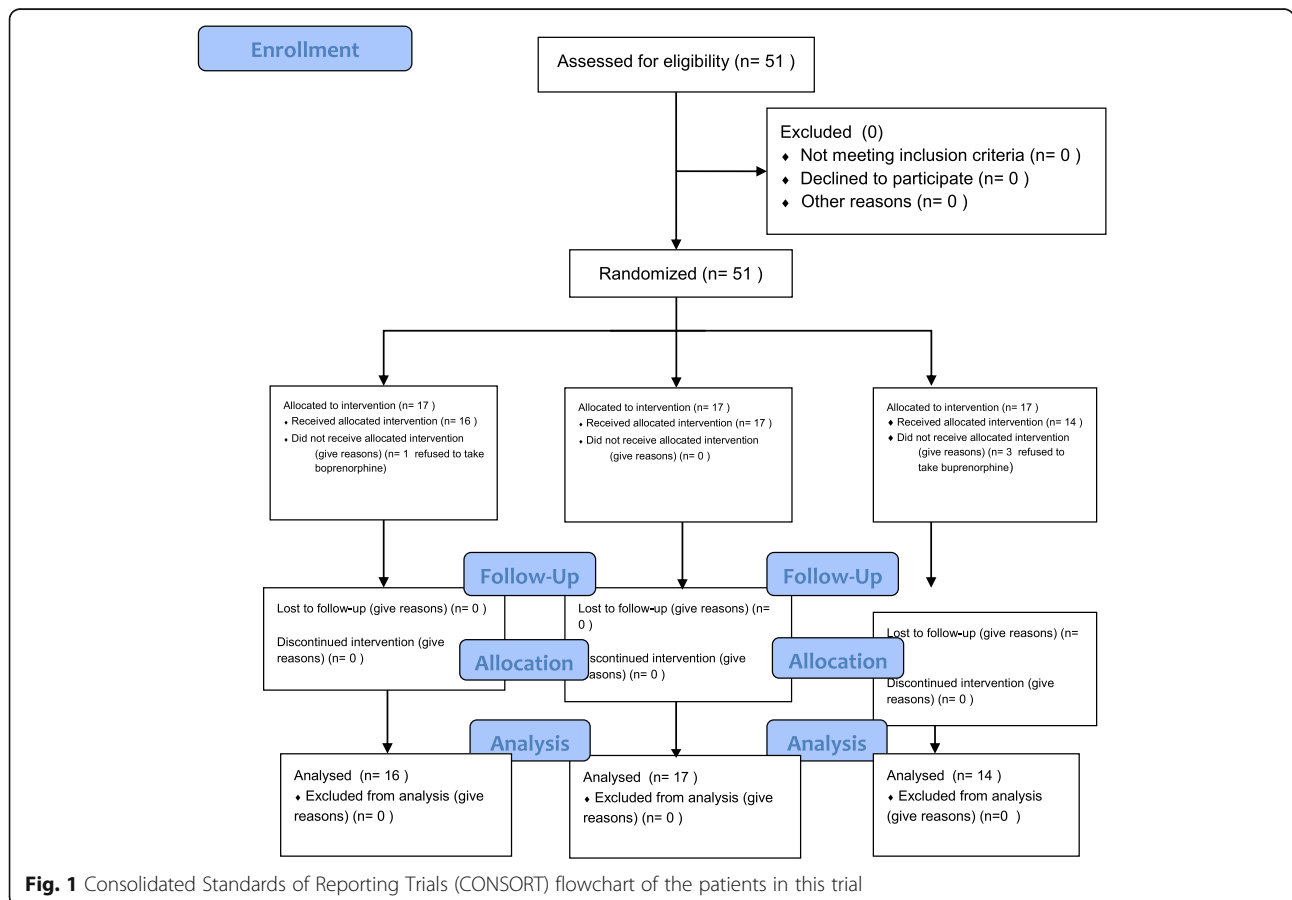 Enrollment
Assessed for eligibility (n= 51 )
Excluded (0)
♦ Not meeting inclusion criteria (n= 0 )
♦ Declined to participate (n= 0 )
♦ Other reasons (n= 0 )
Randomized (n= 51 )
Allocated to intervention (n= 17 )
♦ Received allocated intervention (n= 16 )
♦ Did not receive allocated intervention
(give reasons) (n= 1 refused to take
boprenorphine)
Allocated to intervention (n= 17 )
♦ Received allocated intervention (n= 17 )
♦ Did not receive allocated intervention
(give reasons) (n= 0 )
Allocated to intervention (n= 17 )
♦ Received allocated intervention (n= 14 )
♦ Did not receive allocated intervention
(give reasons) (n= 3 refused to
take buprenorphine)
Follow-Up
Follow-Up
Lost to follow-up (give reasons) (n= 0 )
Discontinued intervention (give
reasons) (n= 0 )
Lost to follow-up (give reasons) (n=
0 )
iscontinued intervention (give
asons) (n= 0 )
Lost to follow-up (give reasons) (n=
Discontinued intervention (give
reasons) (n= 0 )
Allocation
Allocation
Analysis
Analysis
Analysed (n= 16 )
♦ Excluded from analysis (give
reasons) (n= 0 )
Analysed (n= 17 )
♦ Excluded from analysis (give
reasons) (n= 0 )
Analysed (n= 14 )
♦ Excluded from analysis
(give reasons) (n=0 )
Fig. 1 Consolidated Standards of Reporting Trials (CONSORT) flowchart of the patients in this trial